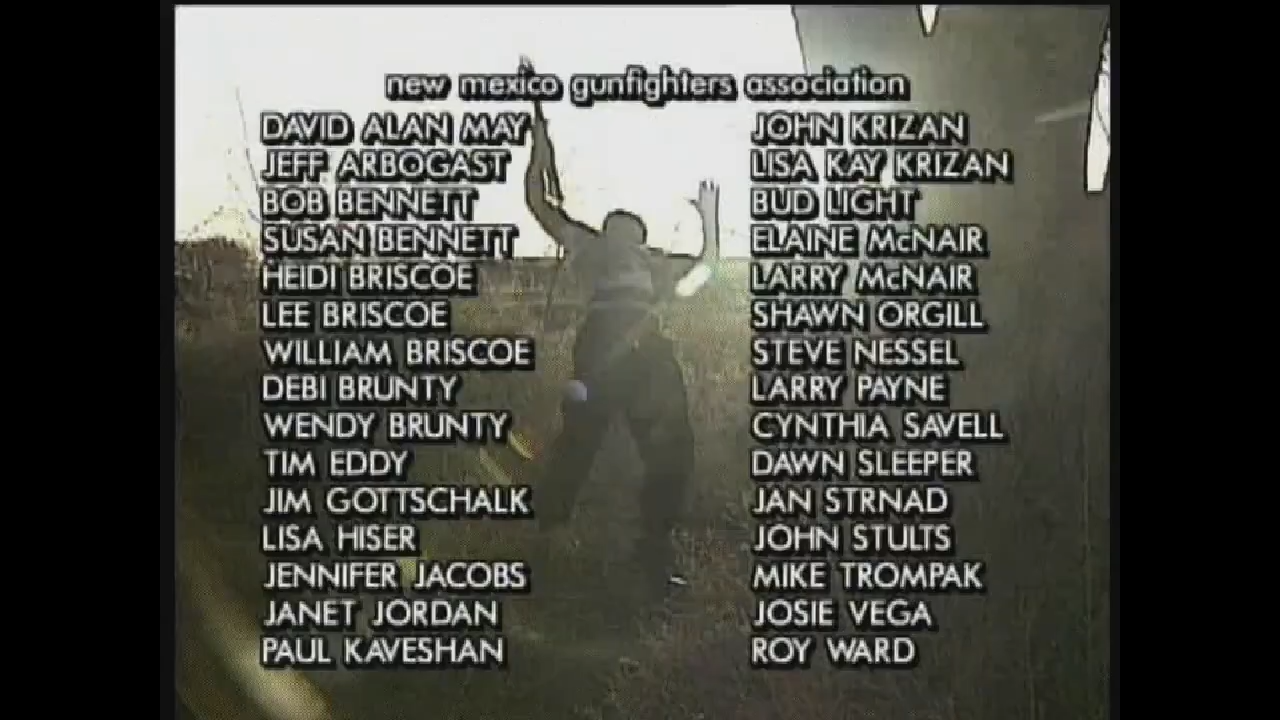 new mexico gunfighters association
DAVID ALAN MAY
JEFF ARBOGAST
BOB BENNETT
SUSAN BENNETT
HEIDI BRISCOE
LEE BRISCOE
WILLIAM BRISCOE
DEBI BRUNTY
WENDY BRUNTY
TIM EDDY
JIM GOTTSCHALK
LISA HISER
JENNIFER JACOBS
JANET JORDAN
PAUL KAVESHAN
JOHN KRIZAN
LISA KAY KRIZAN
BUD LIGHT
ELAINE McNAIR
LARRY McNAIR
SHAWN ORGILL
STEVE NESSEL
LARRY PAYNE
CYNTHIA SAVELL
DAWN SLEEPER
JAN STRNAD
JOHN STULTS
MIKE TROMPAK
JOSIE VEGA
ROY WARD